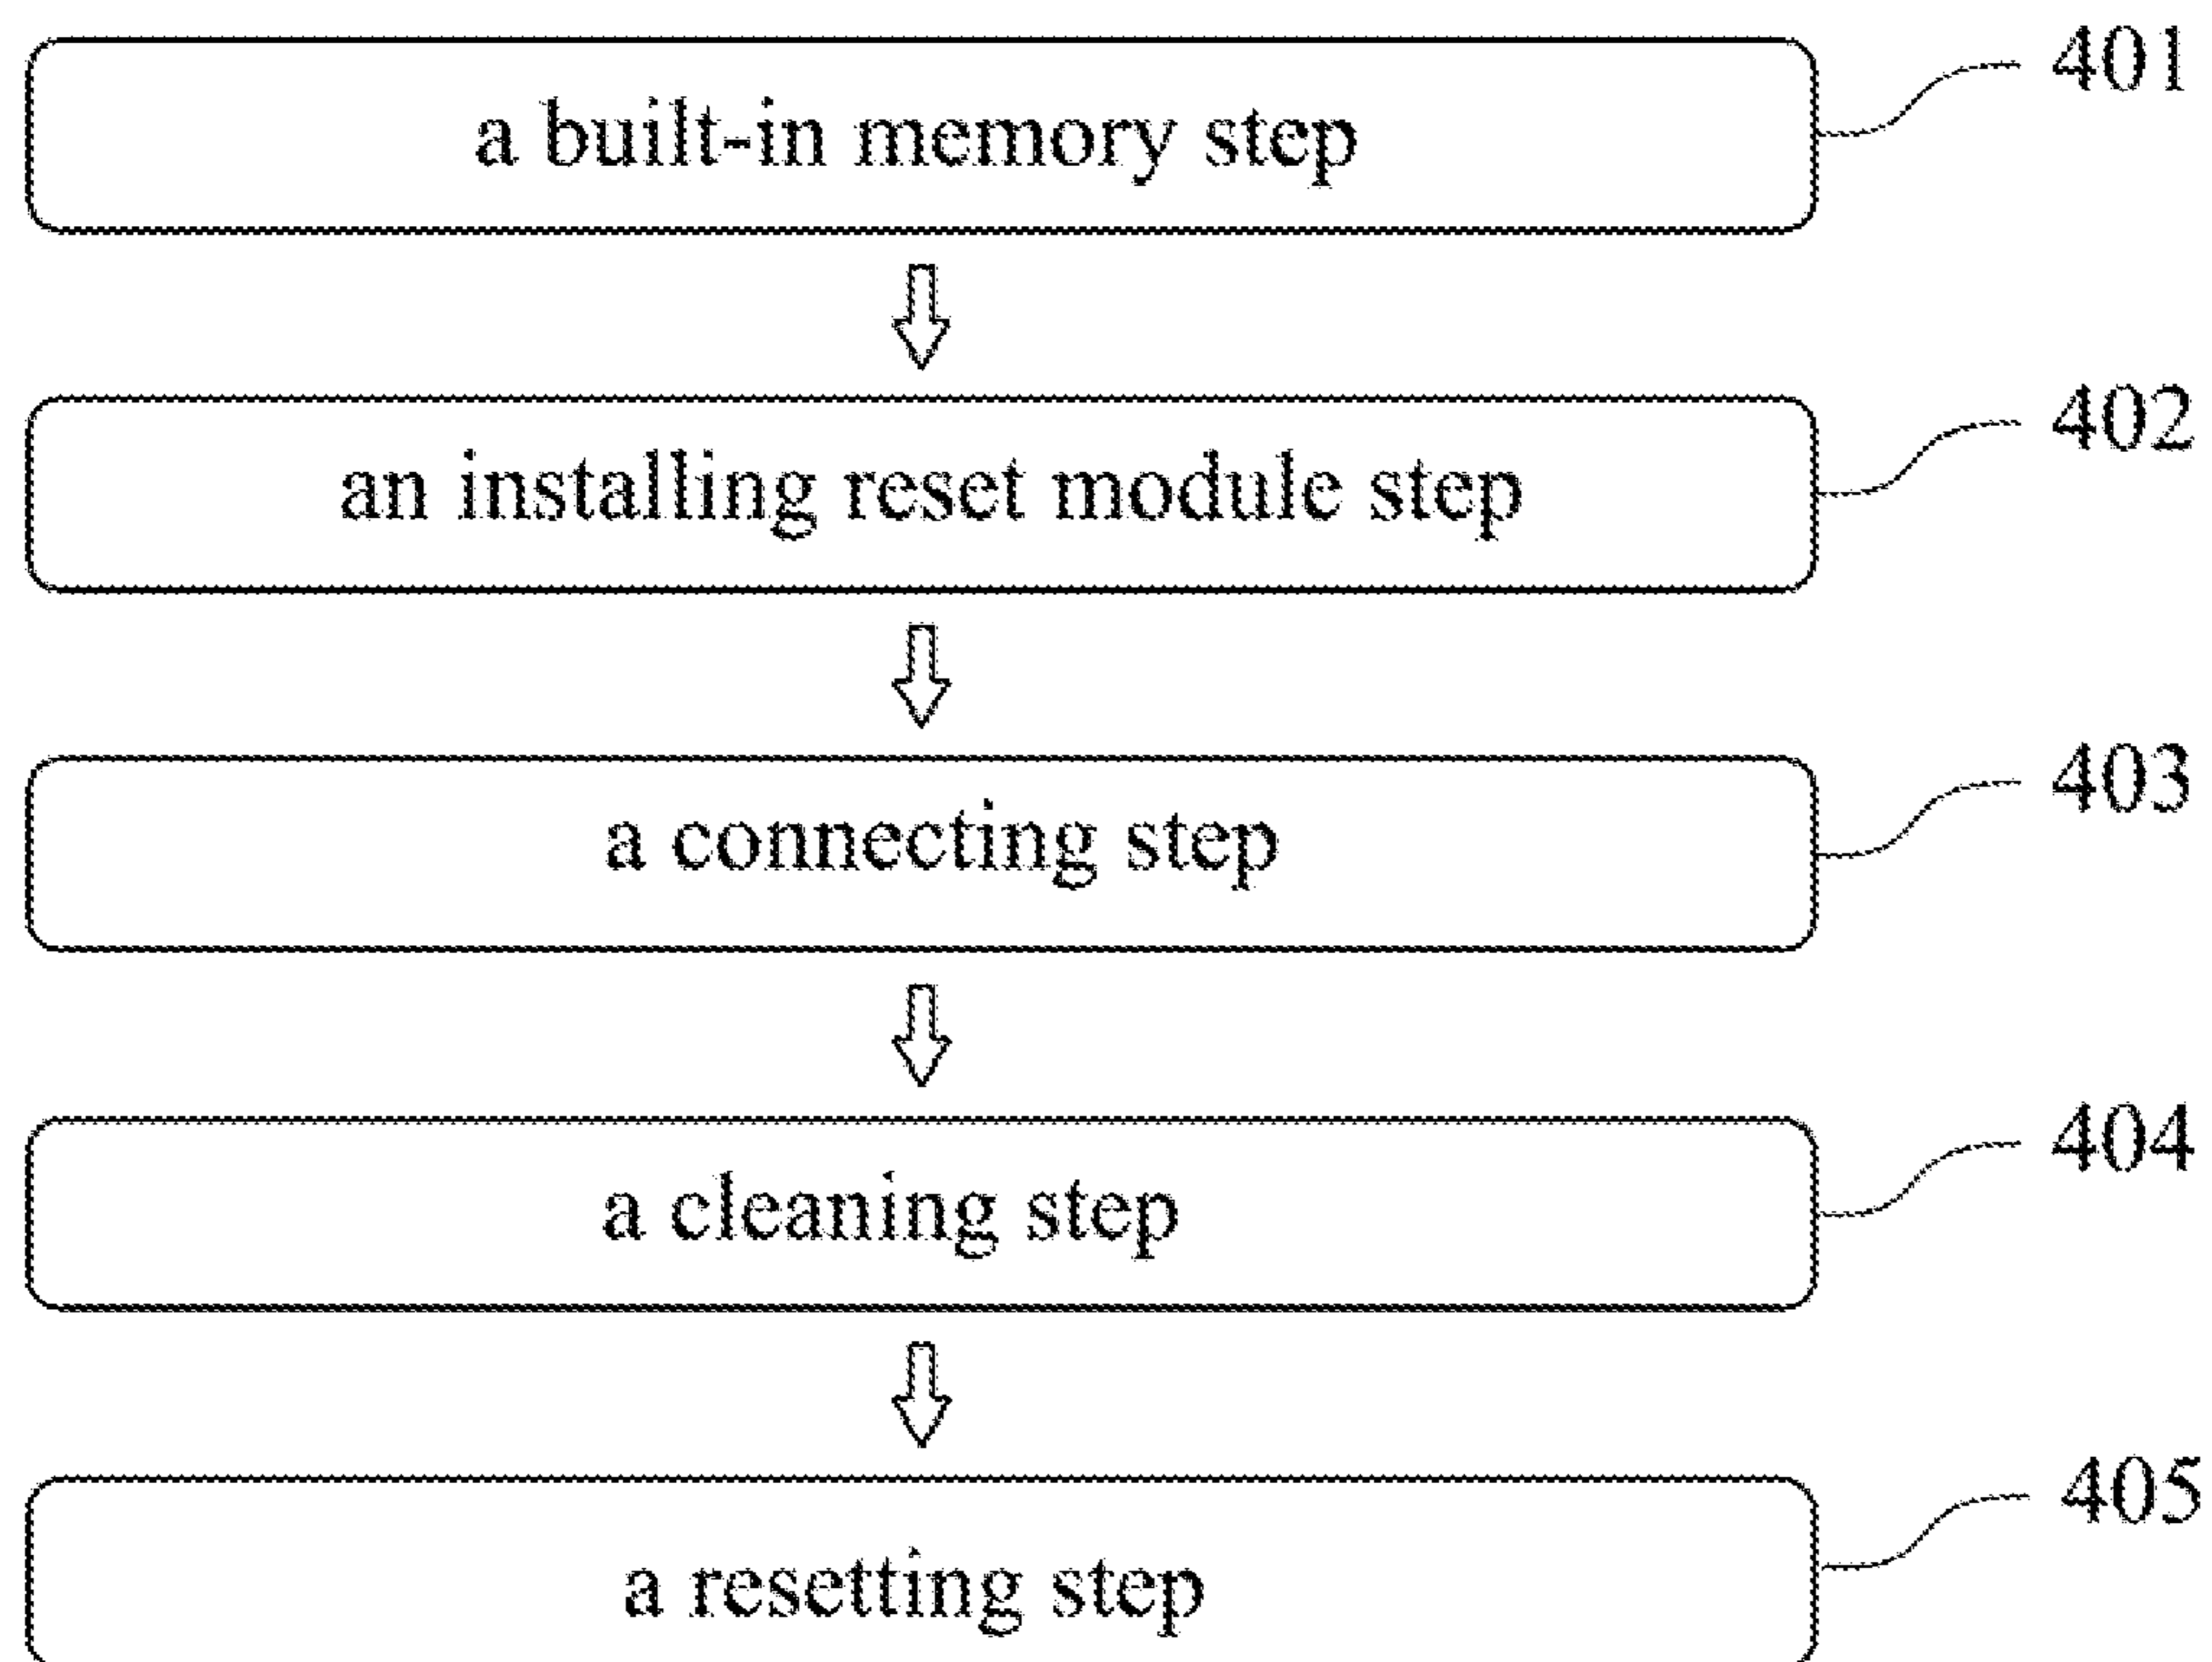 a built-in memory step 401
an installing reset module step 402
a connecting step 403
a cleaning step 404
a resetting step 405